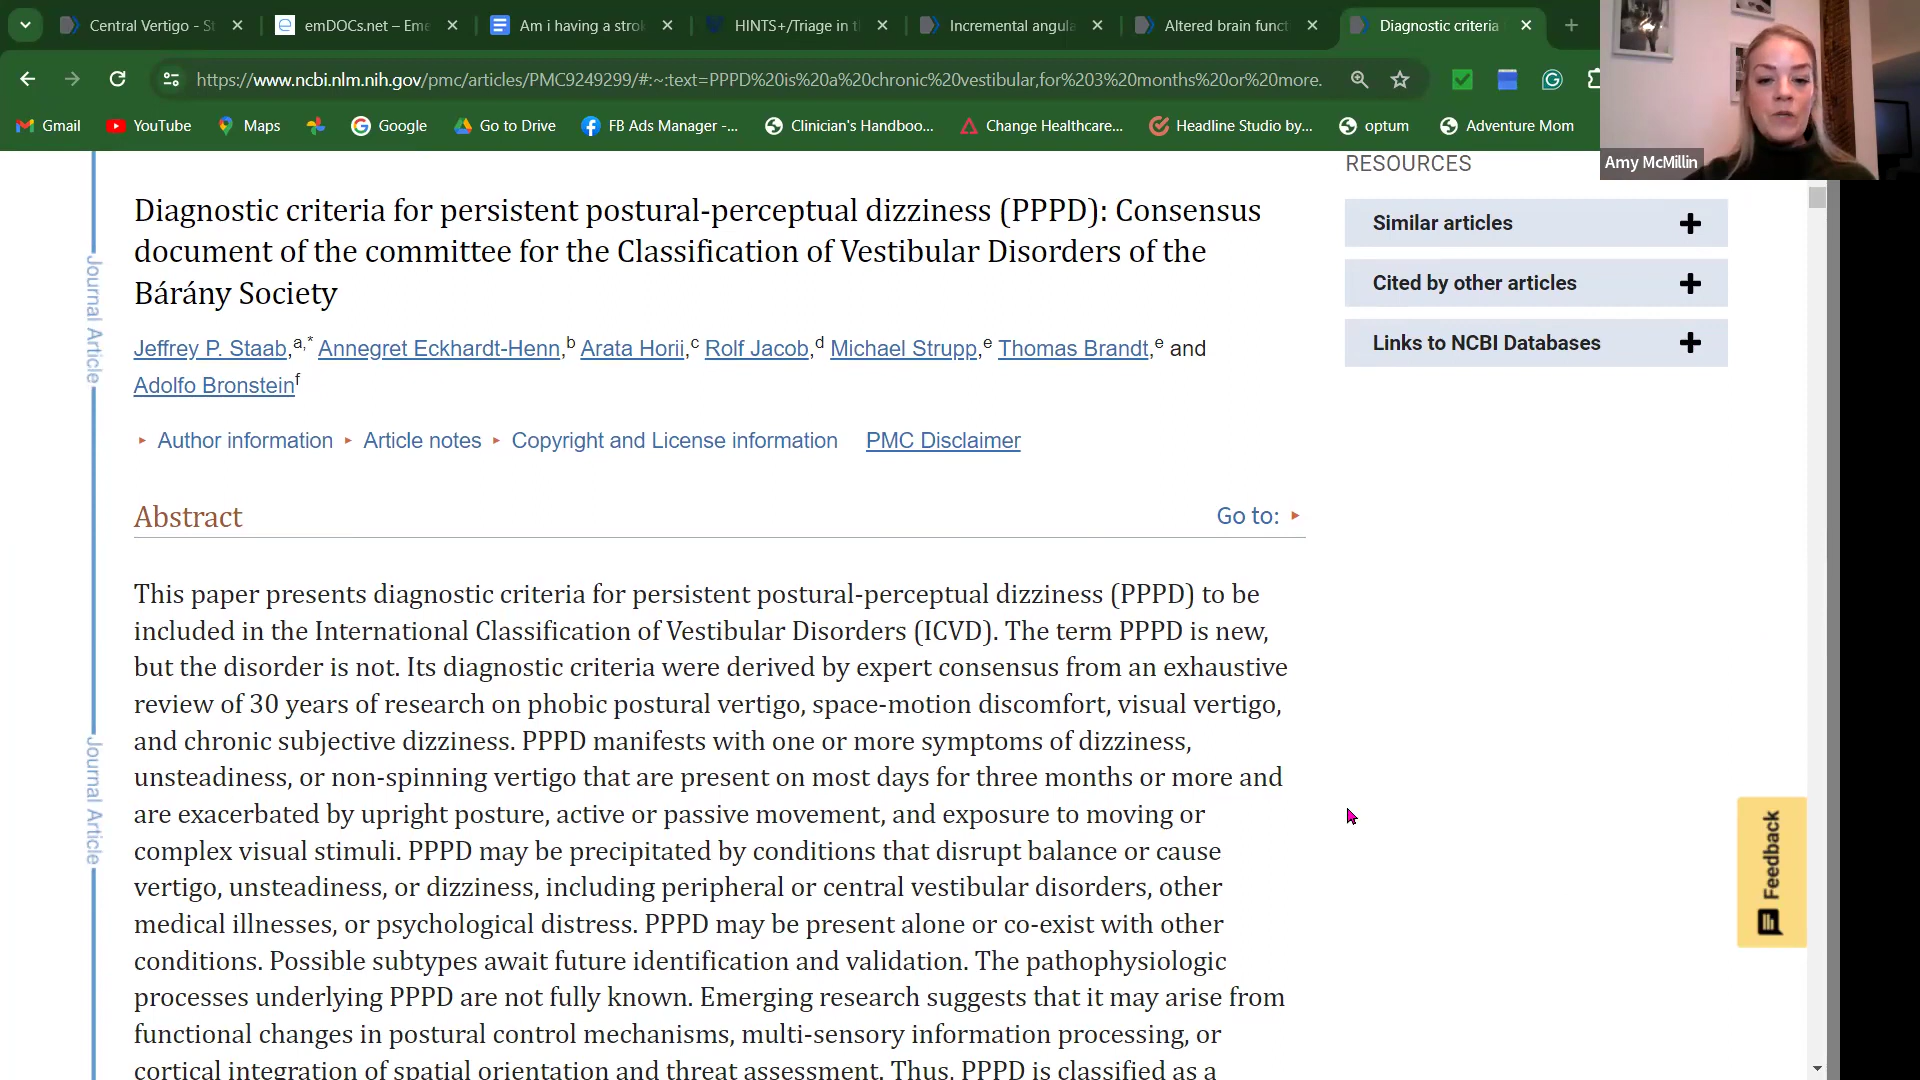 Central Vertigo - St
emDOCs.net – Eme
Am i having a strok
HINTS+/Triage in t
Incremental angula
Altered brain funct
Diagnostic criteria
https://www.ncbi.nlm.nih.gov/pmc/articles/PMC9249299/#:~:text=PPPD%20is%20a%20chronic%20vestibular,for%203%20months%20or%20more.
Gmail
YouTube
Maps
Google
Go to Drive
FB Ads Manager -...
Clinician's Handboo...
Change Healthcare...
Headline Studio by...
optum
Adventure Mom
Amy McMillin
RESOURCES
Similar articles
Cited by other articles
Links to NCBI Databases
Journal Article
Journal Article
Diagnostic criteria for persistent postural-perceptual dizziness (PPPD): Consensus
document of the committee for the Classification of Vestibular Disorders of the
Bárány Society
Jeffrey P. Staab,a,* Annegret Eckhardt-Henn,b Arata Horii,c Rolf Jacob,d Michael Strupp,e Thomas Brandt,e and
Adolfo Bronsteinf
Author information Article notes Copyright and License information PMC Disclaimer
Abstract
Go to:
This paper presents diagnostic criteria for persistent postural-perceptual dizziness (PPPD) to be
included in the International Classification of Vestibular Disorders (ICVD). The term PPPD is new,
but the disorder is not. Its diagnostic criteria were derived by expert consensus from an exhaustive
review of 30 years of research on phobic postural vertigo, space-motion discomfort, visual vertigo,
and chronic subjective dizziness. PPPD manifests with one or more symptoms of dizziness,
unsteadiness, or non-spinning vertigo that are present on most days for three months or more and
are exacerbated by upright posture, active or passive movement, and exposure to moving or
complex visual stimuli. PPPD may be precipitated by conditions that disrupt balance or cause
vertigo, unsteadiness, or dizziness, including peripheral or central vestibular disorders, other
medical illnesses, or psychological distress. PPPD may be present alone or co-exist with other
conditions. Possible subtypes await future identification and validation. The pathophysiologic
processes underlying PPPD are not fully known. Emerging research suggests that it may arise from
functional changes in postural control mechanisms, multi-sensory information processing, or
cortical integration of spatial orientation and threat assessment. Thus, PPPD is classified as a
Feedback